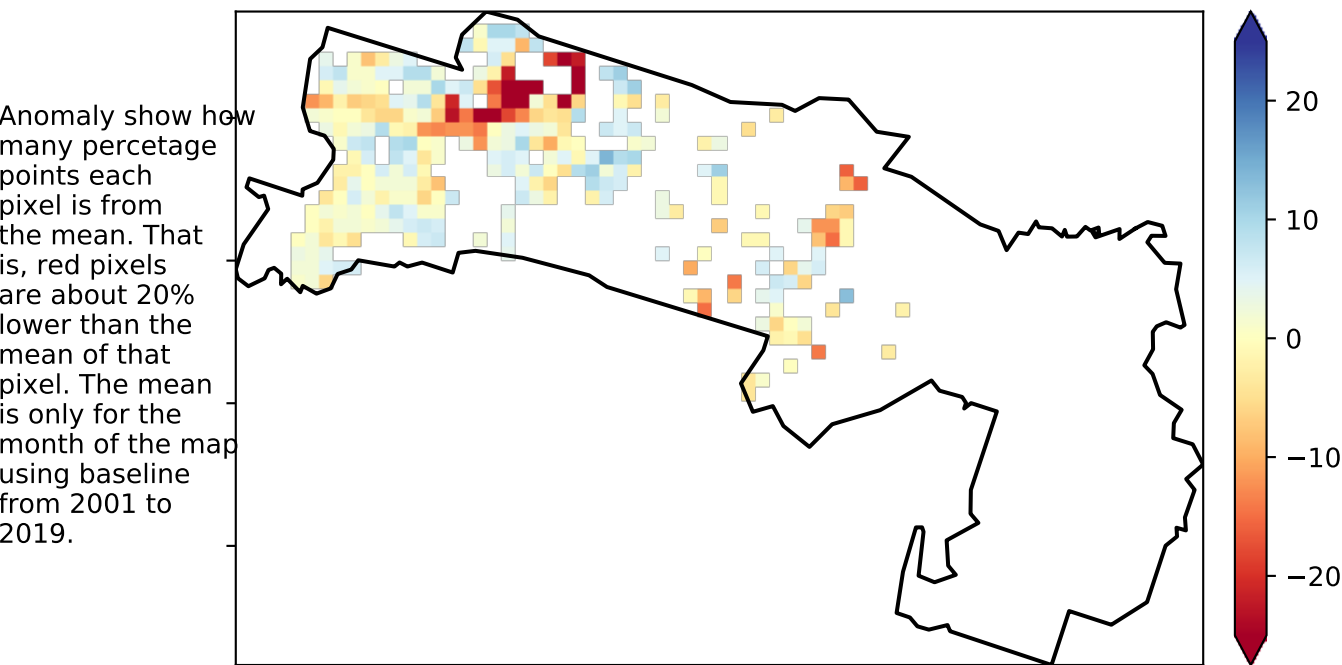 Anomaly show how
many percetage
points each
pixel is from
the mean. That
is, red pixels
are about 20%
lower than the
mean of that
pixel. The mean
is only for the
month of the map
using baseline
from 2001 to
2019.
20
10
0
−10
−20